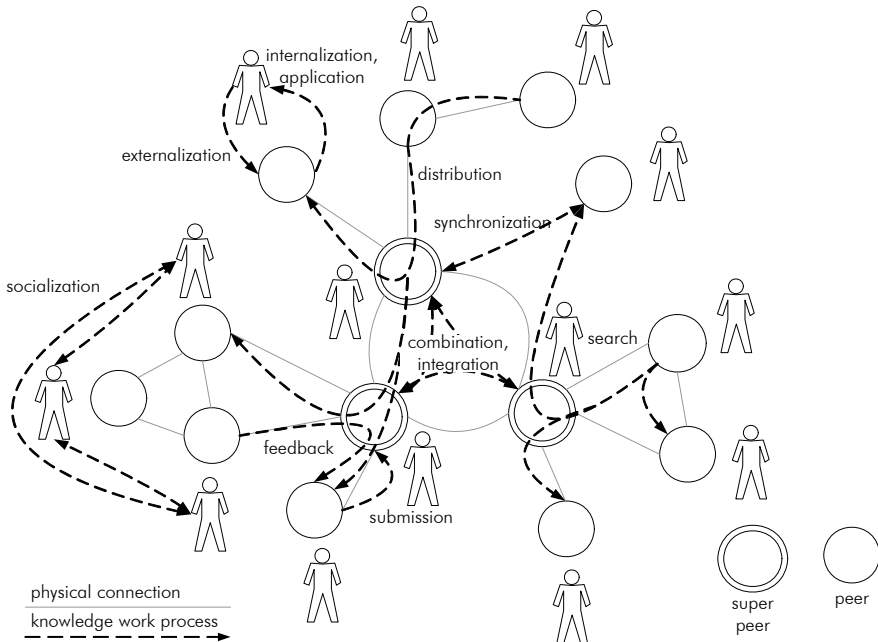 internalization,
application
externalization
distribution
synchronization
socialization
combination,
integration
search
feedback
submission
physical connection
knowledge work process
super
peer
peer